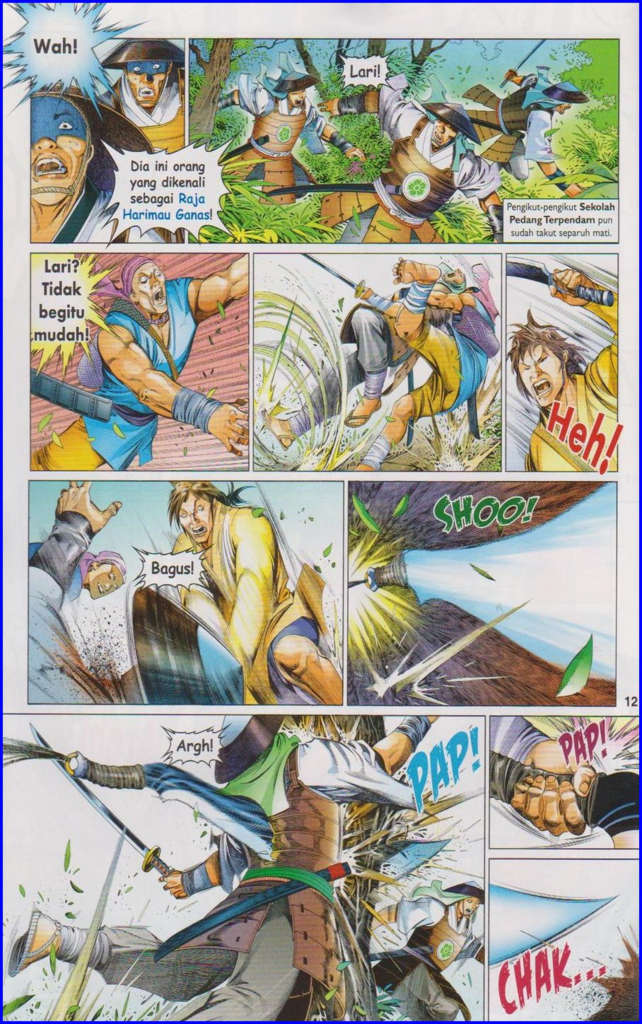 Wah!
Dia ini orang
yang dikenali
sebagai Raja
Harimau Ganas!
Lari!
Pengikut-pengikut Sekolah
Pedang Terpendam pun
sudah takut separuh mati.
Lari?
Tidak
begitu
mudah!
Heh!
Bagus!
SHOO!
12
Argh!
PAP!
PAP!
CHAK...